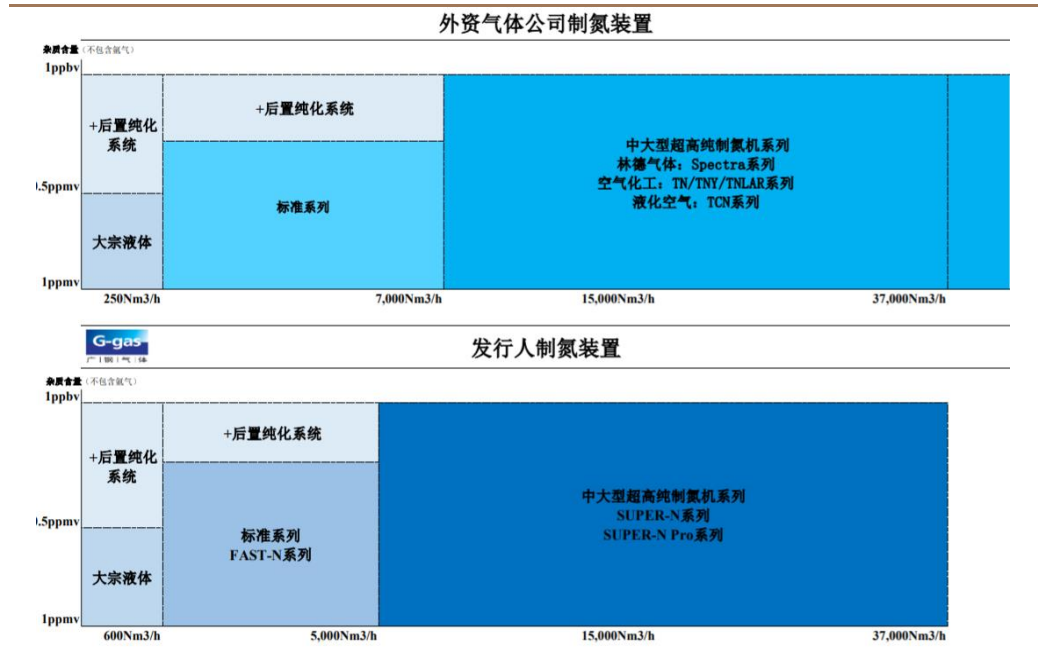 外资气体公司制氮装置
杂质含量（不包含氩气）
1ppbv
+后置纯化
系统
+后置纯化系统
中大型超高纯制氮机系列
林德气体：Spectra系列
空气化工：TN/TNY/TNLAR系列
液化空气：TCN系列
.5ppmv
标准系列
大宗液体
1ppmv
250Nm3/h
7,000Nm3/h
15,000Nm3/h
37,000Nm3/h
G-gas
广|钢|气|体
发行人制氮装置
杂质含量（不包含氩气）
1ppbv
+后置纯化系统
+后置纯化
系统
中大型超高纯制氮机系列
SUPER-N系列
SUPER-N Pro系列
.5ppmv
标准系列
FAST-N系列
大宗液体
1ppmv
600Nm3/h
5,000Nm3/h
15,000Nm3/h
37,000Nm3/h